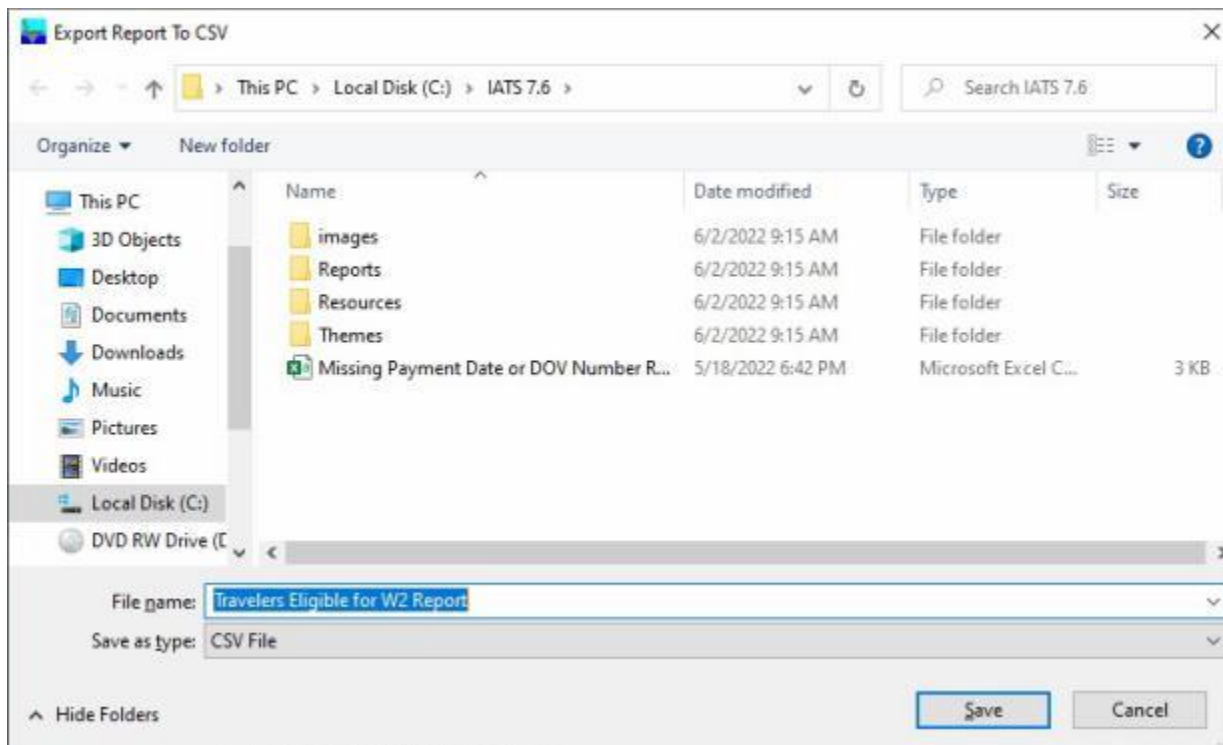 Export Report To CSV
This PC > Local Disk (C:) > IATS 7.6 >
Search IATS 7.6
Organize
New folder
Name Date modified Type Size
This PC
3D Objects
Desktop
Documents
Downloads
Music
Pictures
Videos
Local Disk (C:)
DVD RW Drive (D
images 6/2/2022 9:15 AM File folder
Reports 6/2/2022 9:15 AM File folder
Resources 6/2/2022 9:15 AM File folder
Themes 6/2/2022 9:15 AM File folder
Missing Payment Date or DOV Number R... 5/18/2022 6:42 PM Microsoft Excel C... 3 KB
File name: Travelers Eligible for W2 Report
Save as type: CSV File
Hide Folders
Save
Cancel